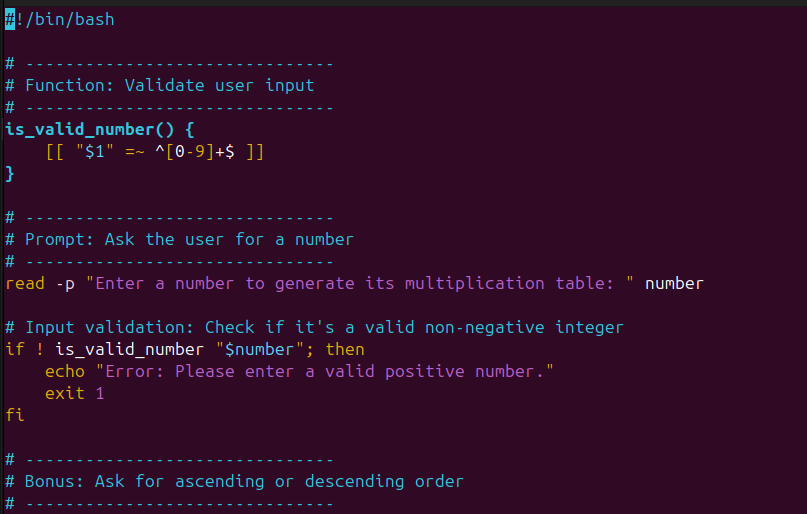 #!/bin/bash
# -------------------------------
# Function: Validate user input
# -------------------------------
is_valid_number() {
    [[ "$1" =~ ^[0-9]+$ ]]
}
# -------------------------------
# Prompt: Ask the user for a number
# -------------------------------
read -p "Enter a number to generate its multiplication table: " number
# Input validation: Check if it's a valid non-negative integer
if ! is_valid_number "$number"; then
    echo "Error: Please enter a valid positive number."
    exit 1
fi
# -------------------------------
# Bonus: Ask for ascending or descending order
# -------------------------------